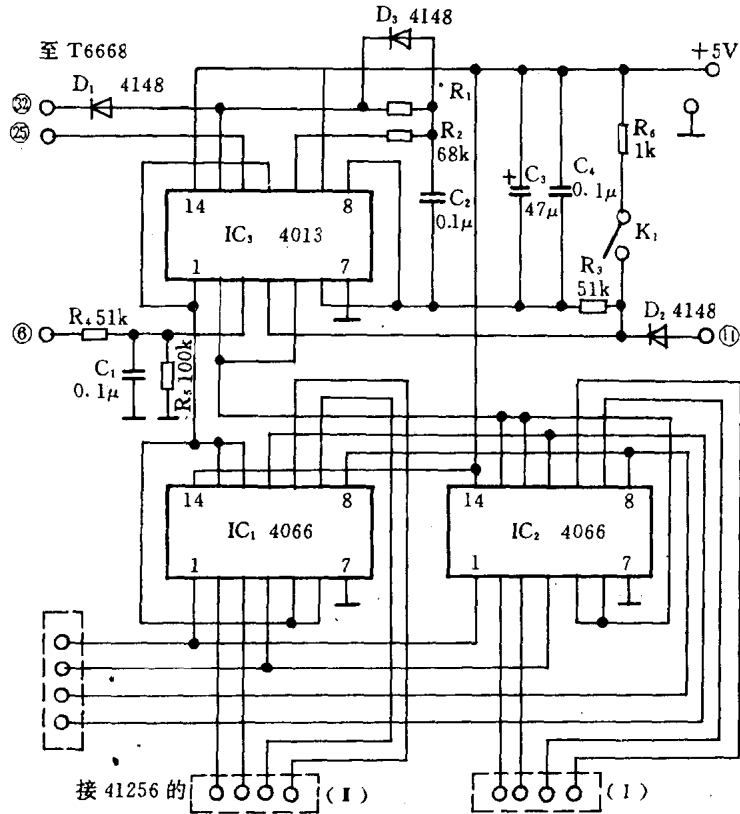 D₃ 4148
至 T6668
+5V
D₁ 4148
㉜
R₁
㉕
R₂
68k
R₆
1k
14
8
C₂
0.1μ
+
C₃
47μ
C₄
0.1μ
K₁
IC₃ 4013
1
7
R₃
51k
R₄ 51k
D₂ 4148
⑥
⑪
C₁
0.1μ
R₅ 100k
14
8
14
8
IC₁ 4066
IC₂ 4066
1
7
1
7
接 41256 的
(Ⅱ)
(Ⅰ)